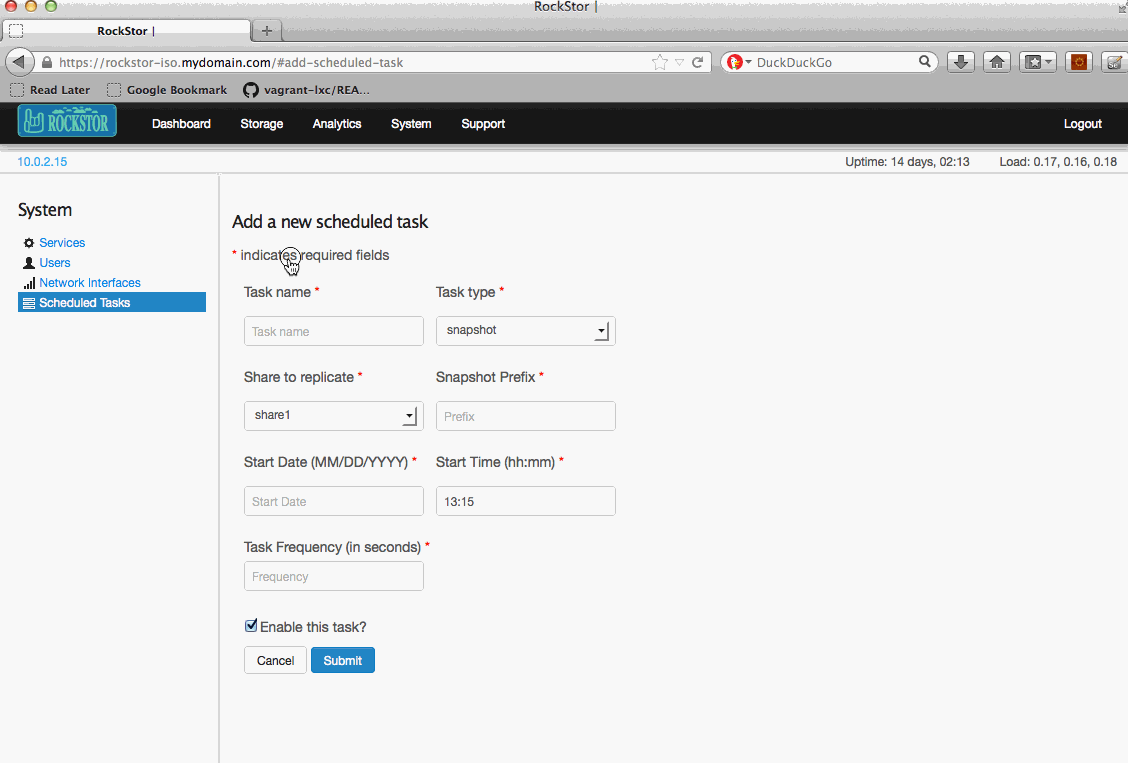 RockStor |
RockStor |
https://rockstor-iso.mydomain.com/#add-scheduled-task
DuckDuckGo
Read Later Google Bookmark vagrant-lxc/REA...
ROCKSTOR Dashboard Storage Analytics System Support Logout
10.0.2.15 Uptime: 14 days, 02:13 Load: 0.17, 0.16, 0.18
System
Services
Users
Network Interfaces
Scheduled Tasks
Add a new scheduled task
* indicates required fields
Task name * Task type *
Task name snapshot
Share to replicate * Snapshot Prefix *
share1 Prefix
Start Date (MM/DD/YYYY) * Start Time (hh:mm) *
Start Date 13:15
Task Frequency (in seconds) *
Frequency
Enable this task?
Cancel Submit